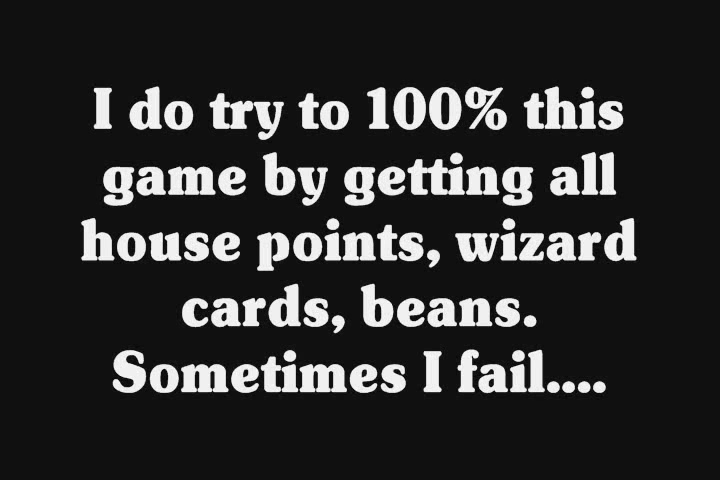 I do try to 100% this
game by getting all
house points, wizard
cards, beans.
Sometimes I fail....